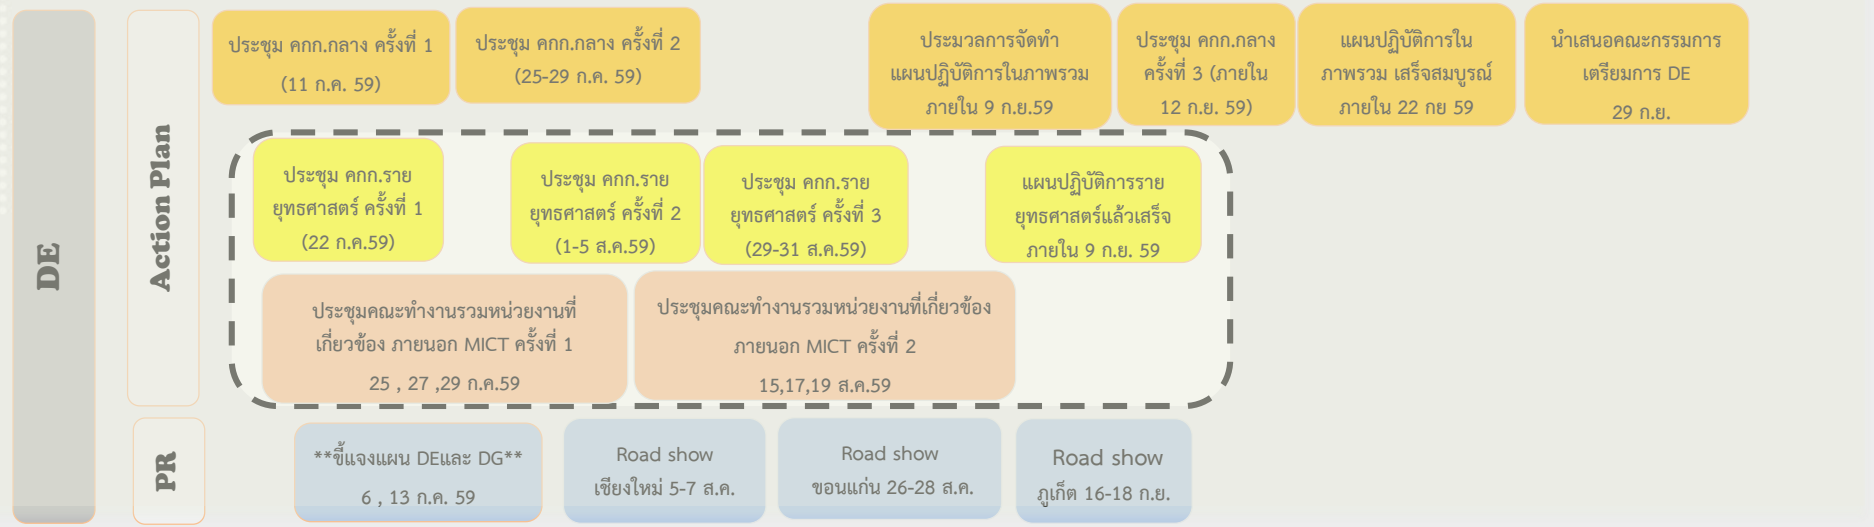 DE
Action Plan
ประชุม คกก.กลาง ครั้งที่ 1
(11 ก.ค. 59)
ประชุม คกก.กลาง ครั้งที่ 2
(25-29 ก.ค. 59)
ประมวลการจัดทำ
แผนปฏิบัติการในภาพรวม
ภายใน 9 ก.ย.59
ประชุม คกก.กลาง
ครั้งที่ 3 (ภายใน
12 ก.ย. 59)
แผนปฏิบัติการใน
ภาพรวม เสร็จสมบูรณ์
ภายใน 22 กย 59
นำเสนอคณะกรรมการ
เตรียมการ DE
29 ก.ย.
ประชุม คกก.ราย
ยุทธศาสตร์ ครั้งที่ 1
(22 ก.ค.59)
ประชุม คกก.ราย
ยุทธศาสตร์ ครั้งที่ 2
(1-5 ส.ค.59)
ประชุม คกก.ราย
ยุทธศาสตร์ ครั้งที่ 3
(29-31 ส.ค.59)
แผนปฏิบัติการราย
ยุทธศาสตร์แล้วเสร็จ
ภายใน 9 ก.ย. 59
ประชุมคณะทำงานรวมหน่วยงานที่
เกี่ยวข้อง ภายนอก MICT ครั้งที่ 1
25 , 27 ,29 ก.ค.59
ประชุมคณะทำงานรวมหน่วยงานที่เกี่ยวข้อง
ภายนอก MICT ครั้งที่ 2
15,17,19 ส.ค.59
PR
**ชี้แจงแผน DEและ DG**
6 , 13 ก.ค. 59
Road show
เชียงใหม่ 5-7 ส.ค.
Road show
ขอนแก่น 26-28 ส.ค.
Road show
ภูเก็ต 16-18 ก.ย.